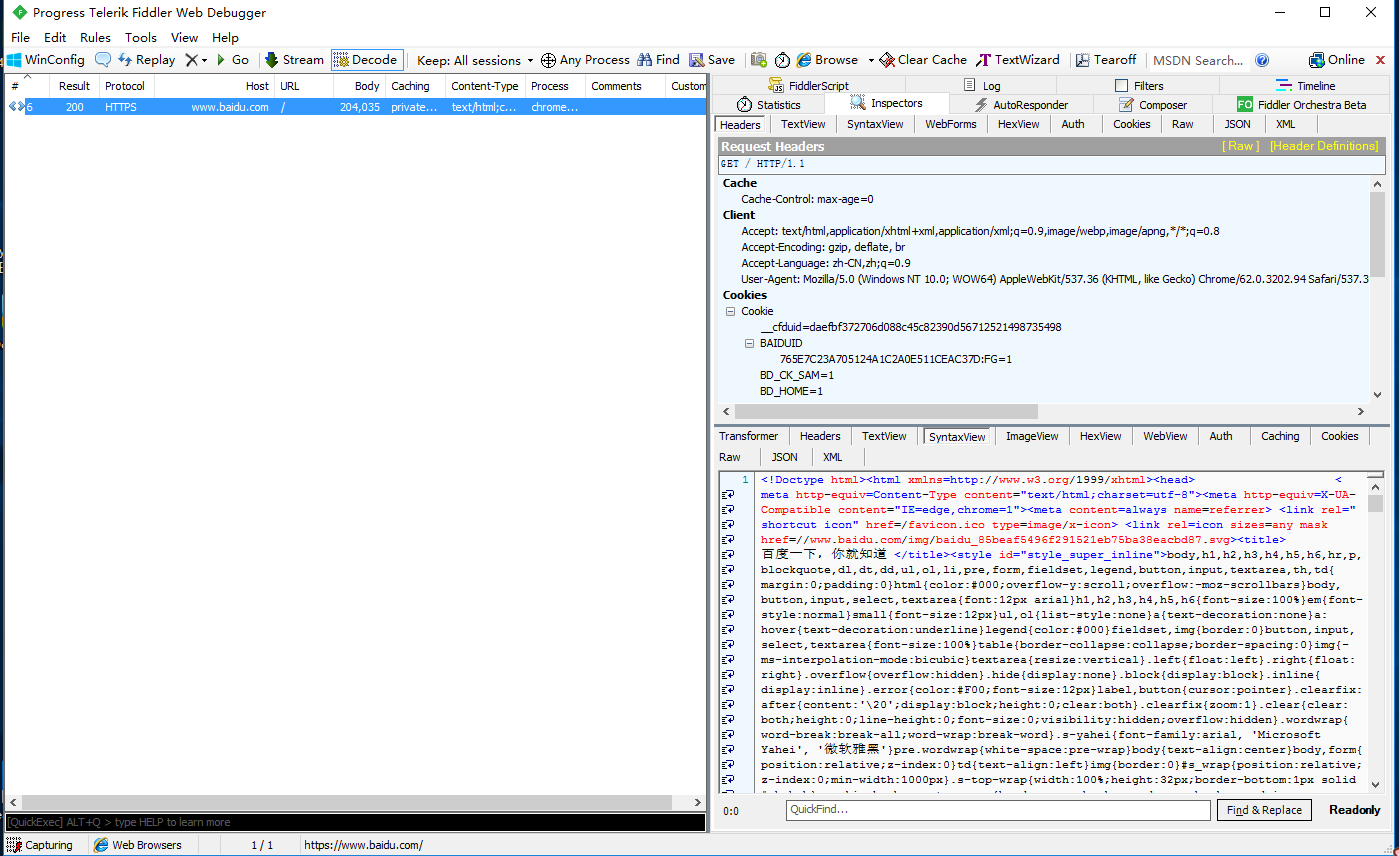 Progress Telerik Fiddler Web Debugger
File Edit Rules Tools View Help
WinConfig Replay Go Stream Decode Keep: All sessions Any Process Find Save Browse Clear Cache TextWizard Tearoff MSDN Search... Online
# Result Protocol Host URL Body Caching Content-Type Process Comments Custom
6 200 HTTPS www.baidu.com / 204,035 private... text/html;c... chrome...
FiddlerScript Log Filters Timeline
Statistics Inspectors AutoResponder Composer FO Fiddler Orchestra Beta
Headers TextView SyntaxView WebForms HexView Auth Cookies Raw JSON XML
Request Headers [ Raw ] [Header Definitions]
GET / HTTP/1.1
Cache
Cache-Control: max-age=0
Client
Accept: text/html,application/xhtml+xml,application/xml;q=0.9,image/webp,image/apng,*/*;q=0.8
Accept-Encoding: gzip, deflate, br
Accept-Language: zh-CN,zh;q=0.9
User-Agent: Mozilla/5.0 (Windows NT 10.0; WOW64) AppleWebKit/537.36 (KHTML, like Gecko) Chrome/62.0.3202.94 Safari/537.3
Cookies
Cookie
__cfduid=daefbf372706d088c45c82390d56712521498735498
BAIDUID
765E7C23A705124A1C2A0E511CEAC37D:FG=1
BD_CK_SAM=1
BD_HOME=1
Transformer Headers TextView SyntaxView ImageView HexView WebView Auth Caching Cookies
Raw JSON XML
1 <!Doctype html><html xmlns=http://www.w3.org/1999/xhtml><head> <
meta http-equiv=Content-Type content="text/html;charset=utf-8"><meta http-equiv=X-UA-
Compatible content="IE=edge,chrome=1"><meta content=always name=referrer> <link rel="
shortcut icon" href=/favicon.ico type=image/x-icon> <link rel=icon sizes=any mask
href=//www.baidu.com/img/baidu_85beaf5496f291521eb75ba38eacbd87.svg><title>
百度一下，你就知道 </title><style id="style_super_inline">body,h1,h2,h3,h4,h5,h6,hr,p,
blockquote,dl,dt,dd,ul,ol,li,pre,form,fieldset,legend,button,input,textarea,th,td{
margin:0;padding:0}html{color:#000;overflow-y:scroll;overflow:-moz-scrollbars}body,
button,input,select,textarea{font:12px arial}h1,h2,h3,h4,h5,h6{font-size:100%}em{font-
style:normal}small{font-size:12px}ul,ol{list-style:none}a{text-decoration:none}a:
hover{text-decoration:underline}legend{color:#000}fieldset,img{border:0}button,input,
select,textarea{font-size:100%}table{border-collapse:collapse;border-spacing:0}img{-
ms-interpolation-mode:bicubic}textarea{resize:vertical}.left{float:left}.right{float:
right}.overflow{overflow:hidden}.hide{display:none}.block{display:block}.inline{
display:inline}.error{color:#F00;font-size:12px}label,button{cursor:pointer}.clearfix:
after{content:'\20';display:block;height:0;clear:both}.clearfix{zoom:1}.clear{clear:
both;height:0;line-height:0;font-size:0;visibility:hidden;overflow:hidden}.wordwrap{
word-break:break-all;word-wrap:break-word}.s-yahei{font-family:arial, 'Microsoft
Yahei', '微软雅黑'}pre.wordwrap{white-space:pre-wrap}body{text-align:center}body,form{
position:relative;z-index:0}td{text-align:left}img{border:0}#s_wrap{position:relative;
z-index:0;min-width:1000px}.s-top-wrap{width:100%;height:32px;border-bottom:1px solid
0:0 QuickFind... Find & Replace Readonly
[QuickExec] ALT+Q > type HELP to learn more
Capturing Web Browsers 1 / 1 https://www.baidu.com/